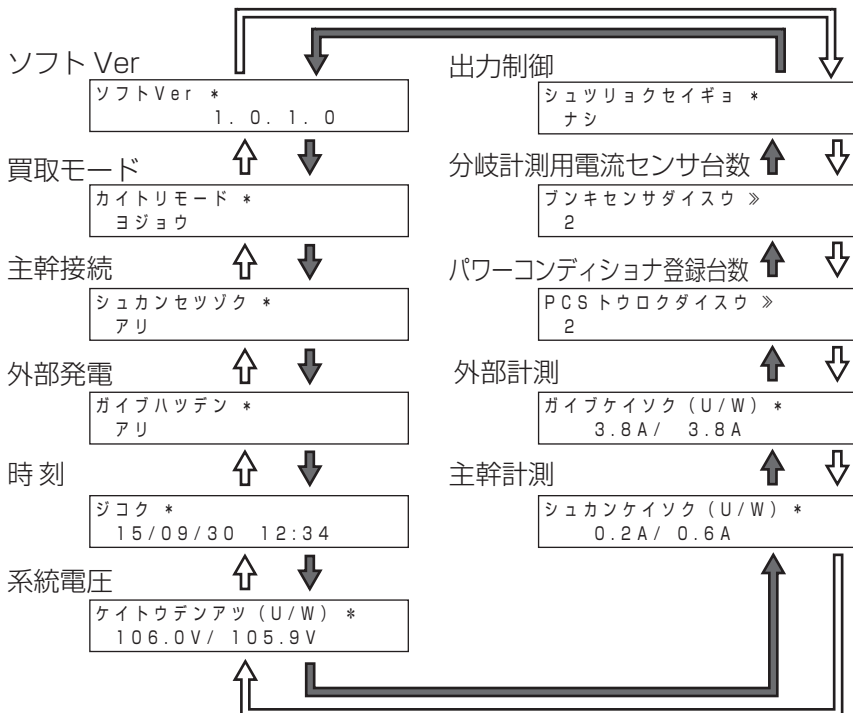 ソフト Ver
ソフトVer *
1. 0. 1. 0
買取モード
カイトリモード *
ヨジョウ
主幹接続
シュカンセツゾク *
アリ
外部発電
ガイブハツデン *
アリ
時刻
ジコク *
15/09/30 12:34
系統電圧
ケイトウデンアツ (U/W) *
106.0V/ 105.9V
出力制御
シュツリョクセイギョ *
ナシ
分岐計測用電流センサ台数
ブンキセンサダイスウ 》
2
パワーコンディショナ登録台数
PCSトウロクダイスウ 》
2
外部計測
ガイブケイソク (U/W) *
3.8A/ 3.8A
主幹計測
シュカンケイソク (U/W) *
0.2A/ 0.6A